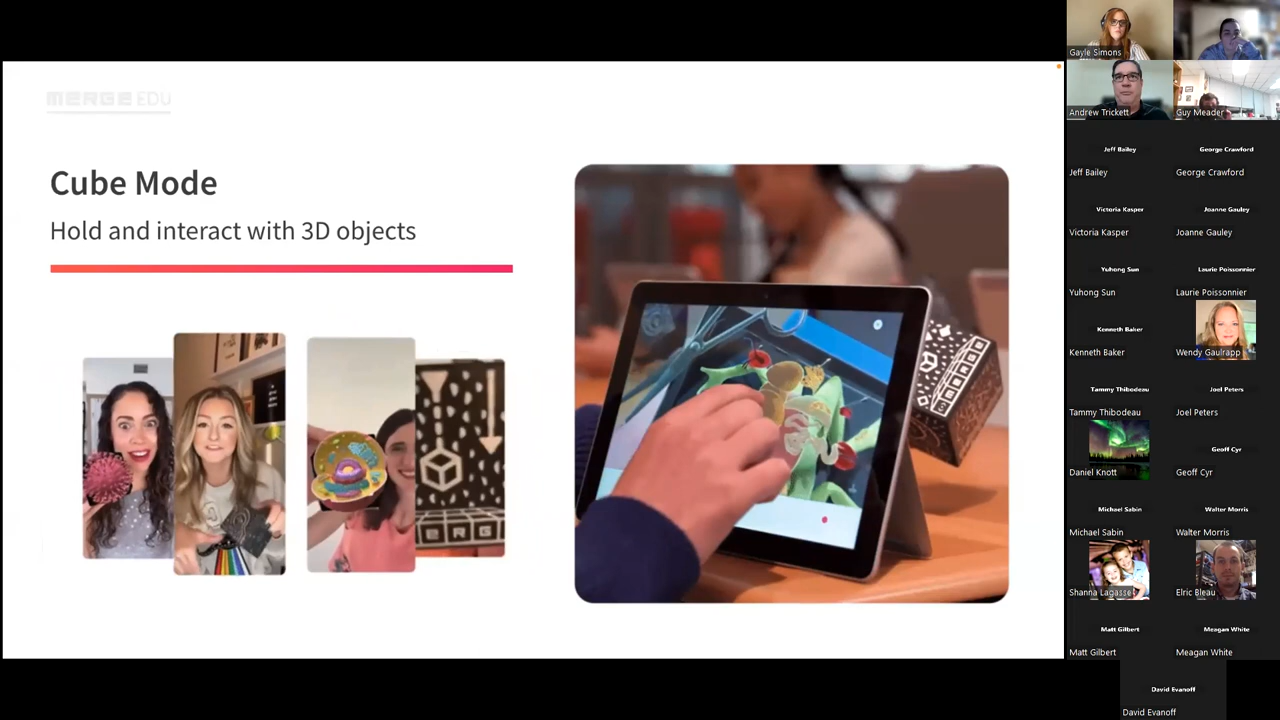 MERGE EDU
Cube Mode
Hold and interact with 3D objects
ERG
Gayle Simons
Andrew Trickett
Guy Meader
Jeff Bailey
George Crawford
Jeff Bailey
George Crawford
Victoria Kasper
Joanne Gauley
Victoria Kasper
Joanne Gauley
Yuhong Sun
Laurie Poissonnier
Yuhong Sun
Laurie Poissonnier
Kenneth Baker
Kenneth Baker
Wendy Gaulrapp
Tammy Thibodeau
Joel Peters
Tammy Thibodeau
Joel Peters
Geoff Cyr
Daniel Knott
Geoff Cyr
Michael Sabin
Walter Morris
Michael Sabin
Walter Morris
Shanna Lagasse
Elric Bleau
Matt Gilbert
Meagan White
Matt Gilbert
Meagan White
David Evanoff
David Evanoff